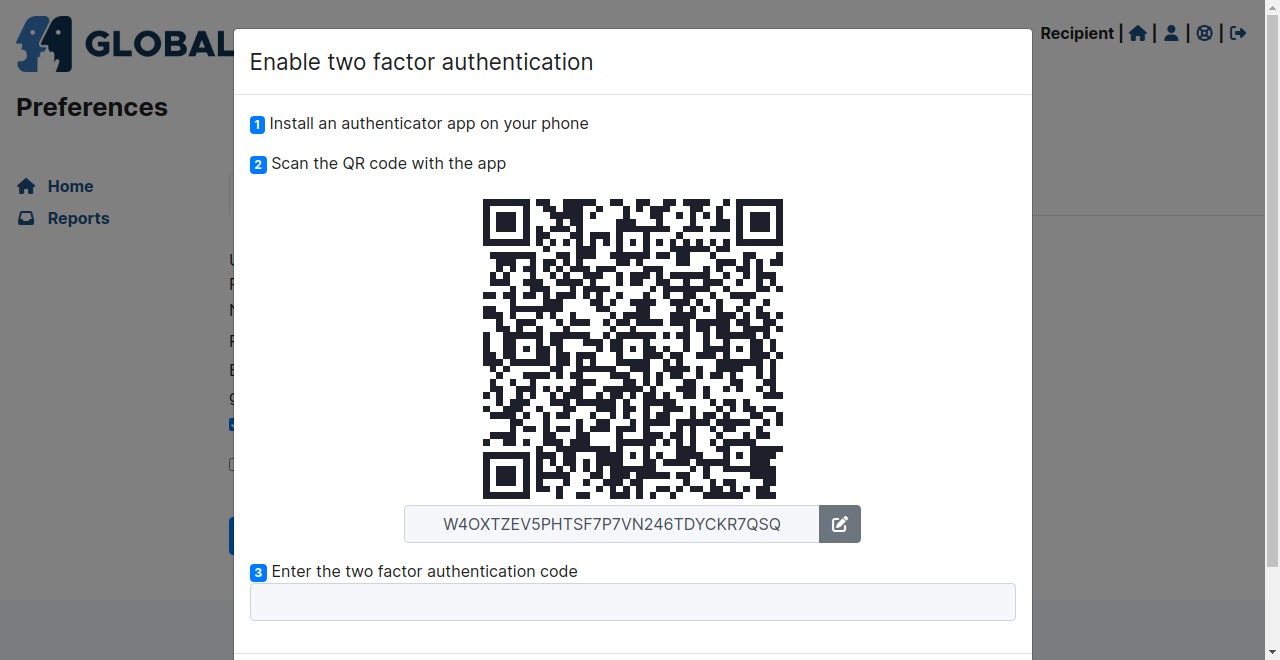 GLOBAL
Recipient | | | |
Enable two factor authentication
Preferences
1 Install an authenticator app on your phone
2 Scan the QR code with the app
Home
Reports
W4OXTZEV5PHTSF7P7VN246TDYCKR7QSQ
3 Enter the two factor authentication code